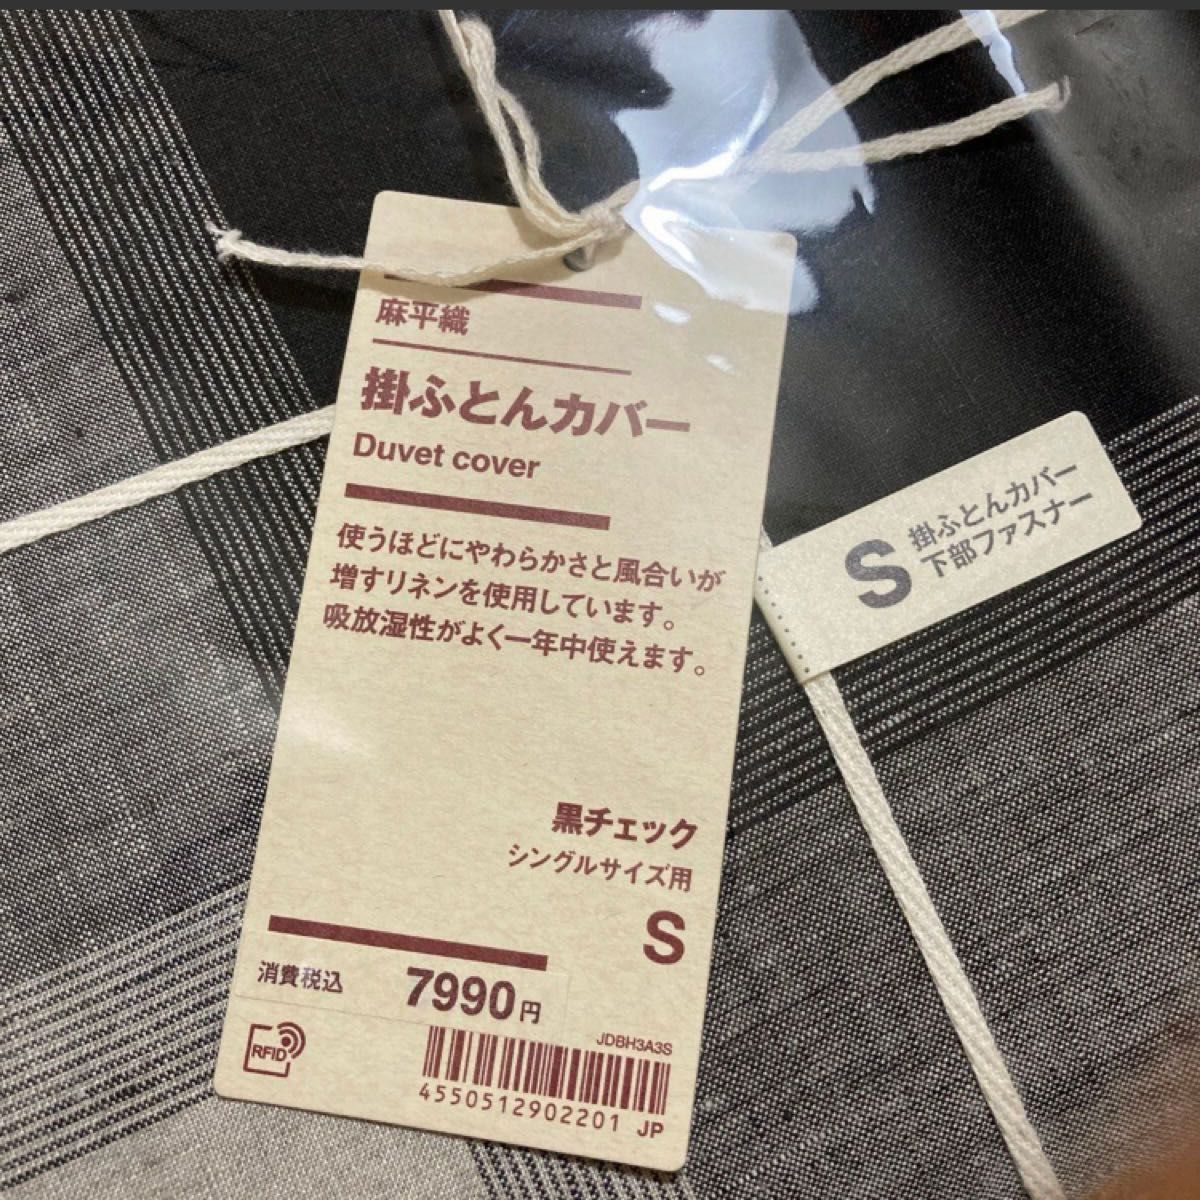 麻平織
掛ふとんカバー
Duvet cover
使うほどにやわらかさと風合いが
増すリネンを使用しています。
吸放湿性がよく一年中使えます。
黒チェック
シングルサイズ用
S
消費税込 7990円
RFID
JDBH3A3S
4550512902201 JP
S
掛ふとんカバー
下部ファスナー